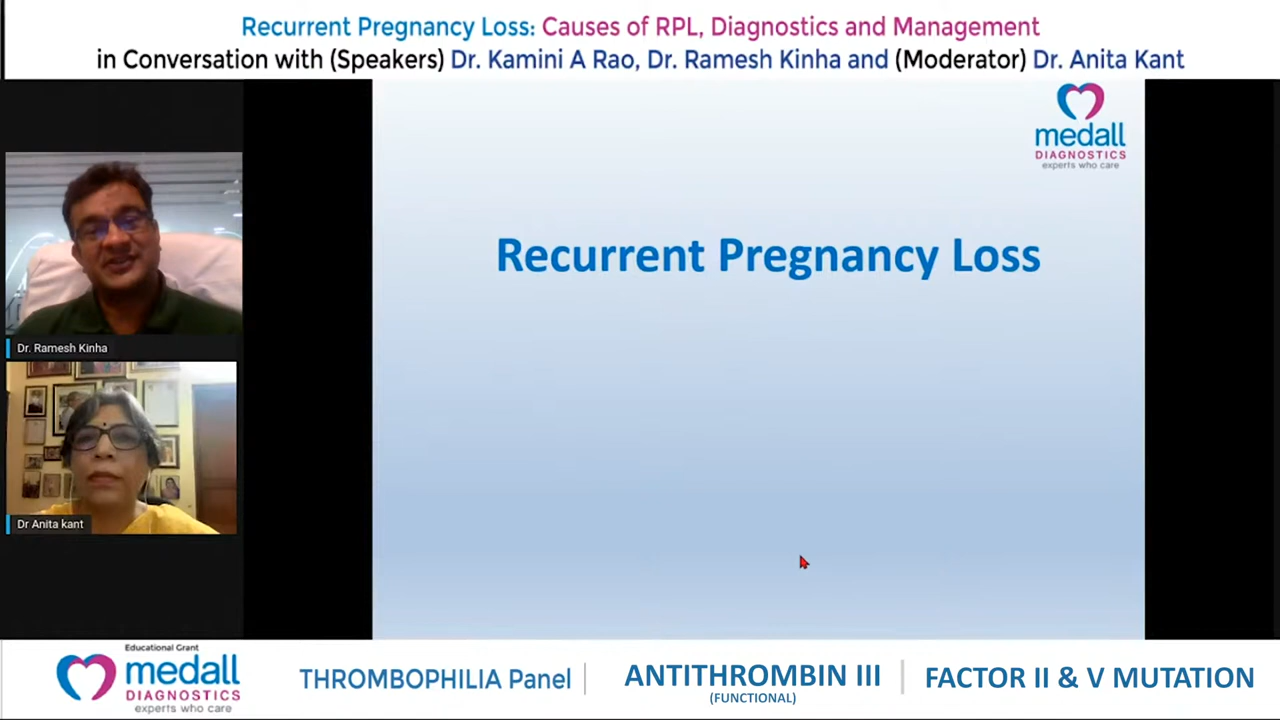 Recurrent Pregnancy Loss: Causes of RPL, Diagnostics and Management
in Conversation with (Speakers) Dr. Kamini A Rao, Dr. Ramesh Kinha and (Moderator) Dr. Anita Kant
medall
DIAGNOSTICS
experts who care
Recurrent Pregnancy Loss
Dr. Ramesh Kinha
Dr Anita kant
Educational Grant
medall
DIAGNOSTICS
experts who care
THROMBOPHILIA Panel
ANTITHROMBIN III
(FUNCTIONAL)
FACTOR II & V MUTATION